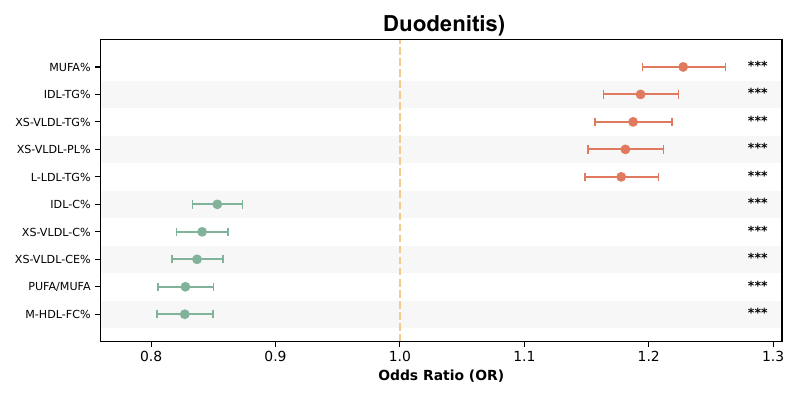 Duodenitis)
MUFA% ***
IDL-TG% ***
XS-VLDL-TG% ***
XS-VLDL-PL% ***
L-LDL-TG% ***
IDL-C% ***
XS-VLDL-C% ***
XS-VLDL-CE% ***
PUFA/MUFA ***
M-HDL-FC% ***
0.8 0.9 1.0 1.1 1.2 1.3
Odds Ratio (OR)